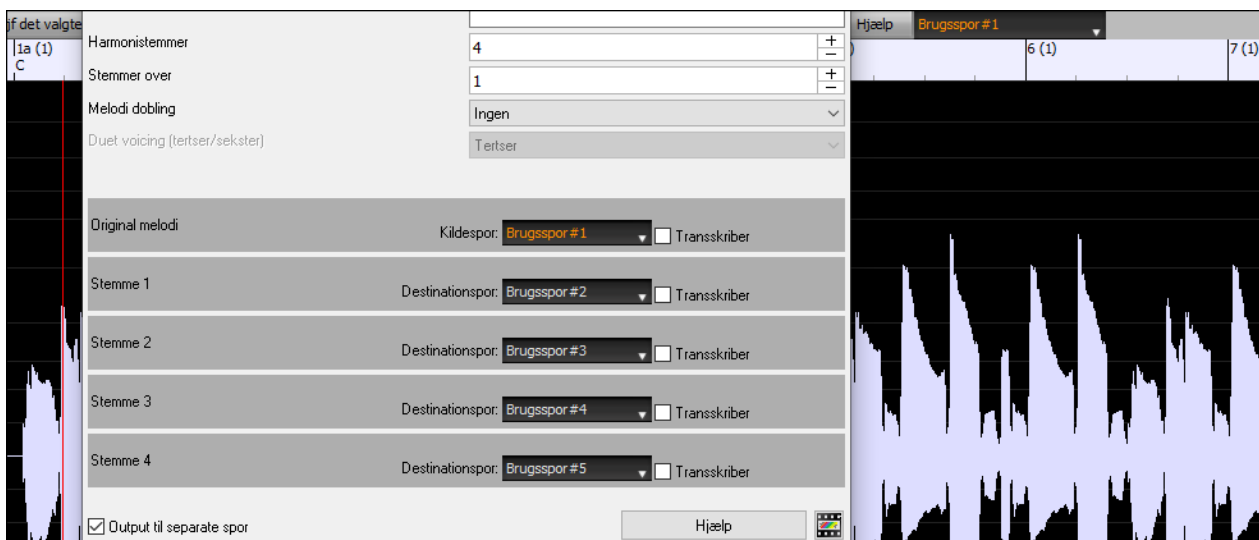 jf det valgte
Hjælp
Brugsspor#1
1a (1)
C
6 (1)
7 (1)
Harmonistemmer
4
Stemmer over
1
Melodi dobling
Ingen
Duet voicing (tertser/sekster)
Tertser
Original melodi
Kildespor: Brugsspor#1
Transskriber
Stemme 1
Destinationspor: Brugsspor#2
Transskriber
Stemme 2
Destinationspor: Brugsspor#3
Transskriber
Stemme 3
Destinationspor: Brugsspor#4
Transskriber
Stemme 4
Destinationspor: Brugsspor#5
Transskriber
Output til separate spor
Hjælp